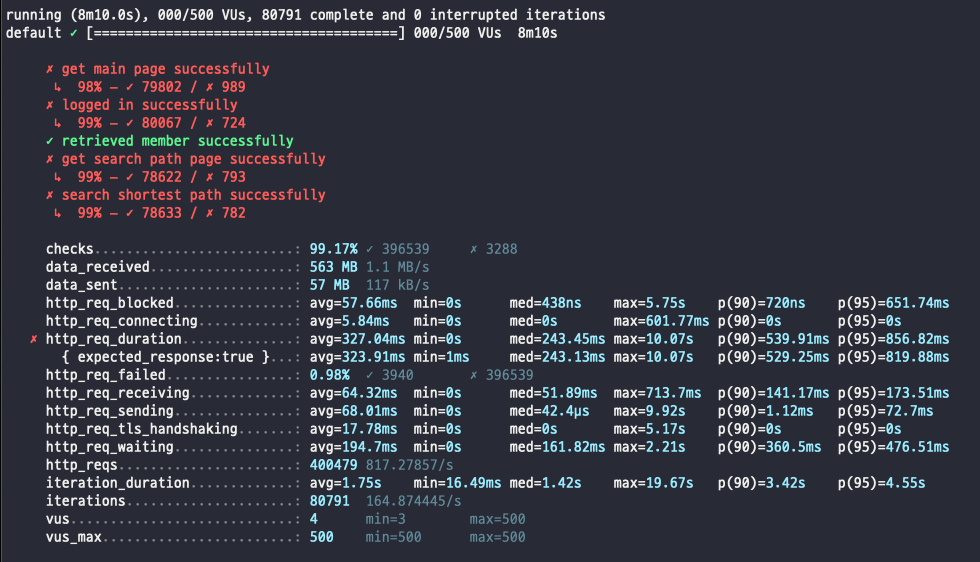 running (8m10.0s), 000/500 VUs, 80791 complete and 0 interrupted iterations
default ✓ [======================================] 000/500 VUs  8m10s
✗ get main page successfully
↳  98% — ✓ 79802 / ✗ 989
✗ logged in successfully
↳  99% — ✓ 80067 / ✗ 724
✓ retrieved member successfully
✗ get search path page successfully
↳  99% — ✓ 78622 / ✗ 793
✗ search shortest path successfully
↳  99% — ✓ 78633 / ✗ 782
checks.........................: 99.17% ✓ 396539     ✗ 3288
data_received..................: 563 MB 1.1 MB/s
data_sent......................: 57 MB  117 kB/s
http_req_blocked...............: avg=57.66ms  min=0s      med=438ns    max=5.75s    p(90)=720ns    p(95)=651.74ms
http_req_connecting............: avg=5.84ms   min=0s      med=0s       max=601.77ms p(90)=0s       p(95)=0s
✗ http_req_duration..............: avg=327.04ms min=0s      med=243.45ms max=10.07s   p(90)=539.91ms p(95)=856.82ms
{ expected_response:true }...: avg=323.91ms min=1ms     med=243.13ms max=10.07s   p(90)=529.25ms p(95)=819.88ms
http_req_failed................: 0.98%  ✓ 3940       ✗ 396539
http_req_receiving.............: avg=64.32ms  min=0s      med=51.89ms  max=713.7ms  p(90)=141.17ms p(95)=173.51ms
http_req_sending...............: avg=68.01ms  min=0s      med=42.4µs   max=9.92s    p(90)=1.12ms   p(95)=72.7ms
http_req_tls_handshaking.......: avg=17.78ms  min=0s      med=0s       max=5.17s    p(90)=0s       p(95)=0s
http_req_waiting...............: avg=194.7ms  min=0s      med=161.82ms max=2.21s    p(90)=360.5ms  p(95)=476.51ms
http_reqs......................: 400479 817.27857/s
iteration_duration.............: avg=1.75s    min=16.49ms med=1.42s    max=19.67s   p(90)=3.42s    p(95)=4.55s
iterations.....................: 80791  164.874445/s
vus............................: 4      min=3        max=500
vus_max........................: 500    min=500      max=500